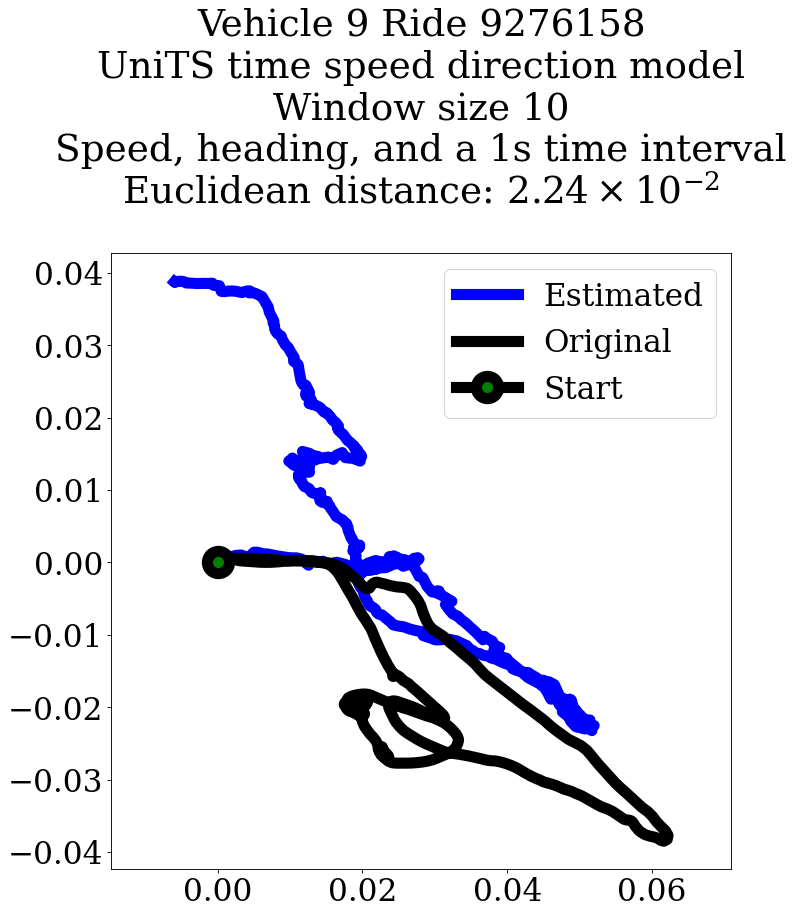 Vehicle 9 Ride 9276158
UniTS time speed direction model
Window size 10
Speed, heading, and a 1s time interval
Euclidean distance: 2.24 × 10⁻²
Estimated
Original
Start
0.04
0.03
0.02
0.01
0.00
−0.01
−0.02
−0.03
−0.04
0.00 0.02 0.04 0.06